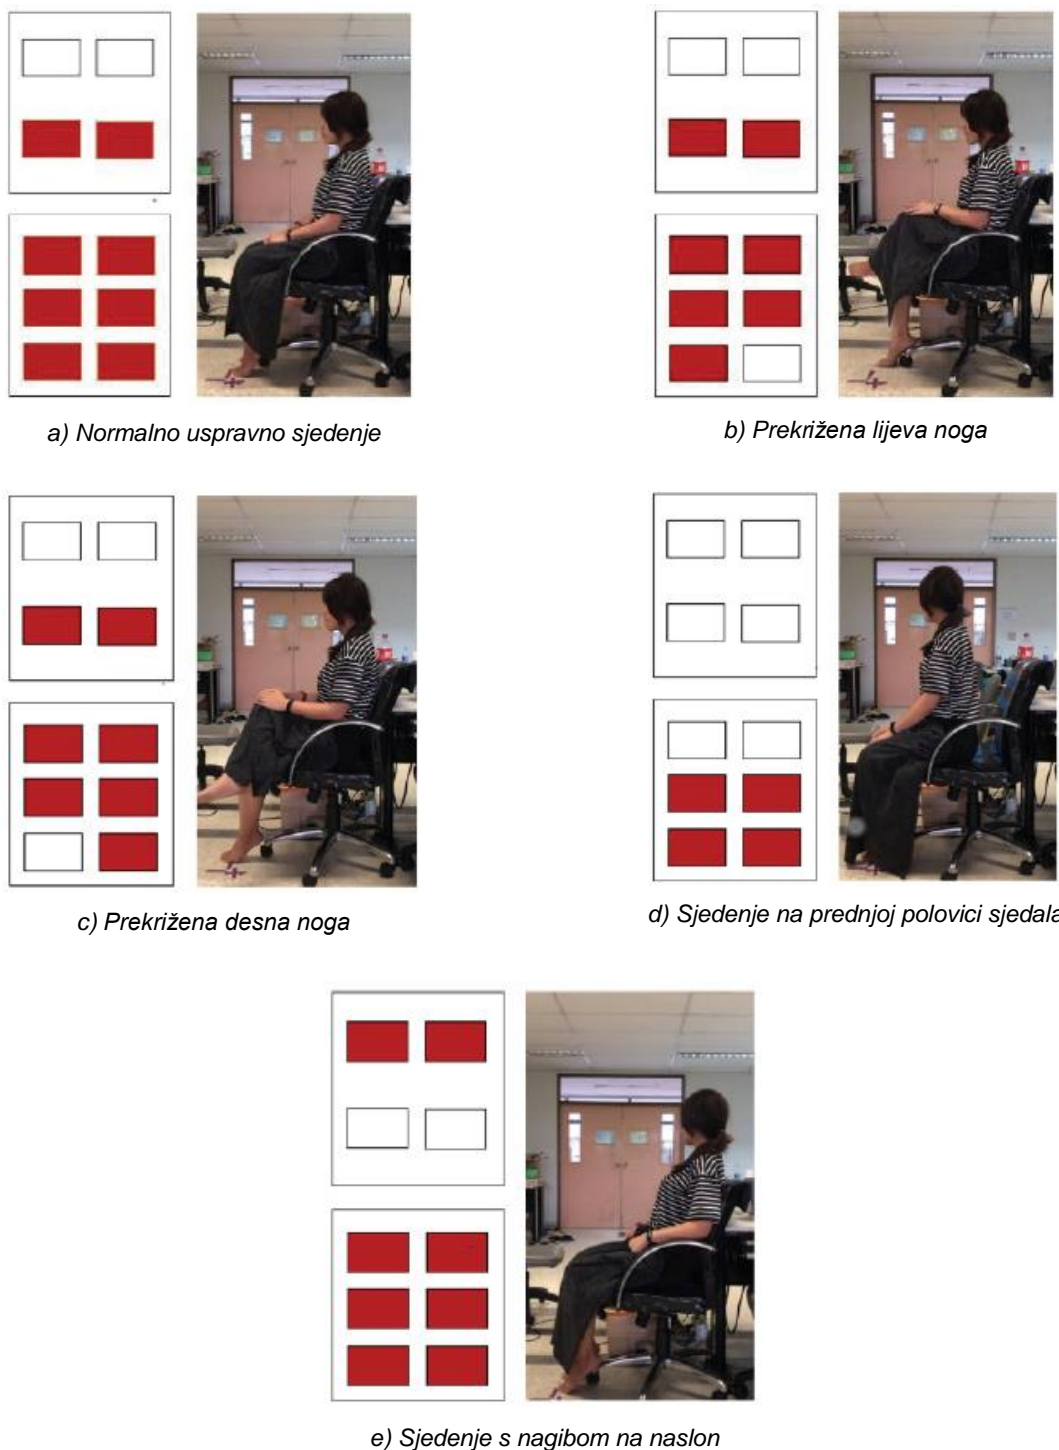 a) Normalno uspravno sjedenje
b) Prekrižena lijeva noga
c) Prekrižena desna noga
d) Sjedenje na prednjoj polovici sjedala
e) Sjedenje s nagibom na naslon